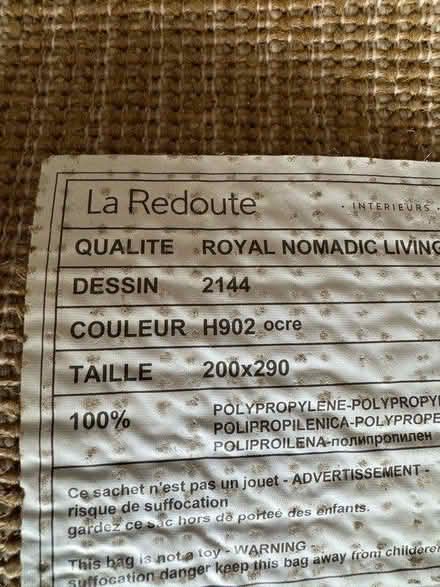 La Redoute · INTERIEURS ·
QUALITE ROYAL NOMADIC LIVING
DESSIN 2144
COULEUR H902 ocre
TAILLE 200x290
100% POLYPROPYLENE-POLYPROPY
POLIPROPILENICA-POLYPROPE
POLIPROILENA-полипропилен
Ce sachet n'est pas un jouet - ADVERTISSEMENT -
risque de suffocation
gardez ce sac hors de portée des enfants.
This bag is not a toy - WARNING -
suffocation danger keep this bag away from childeren